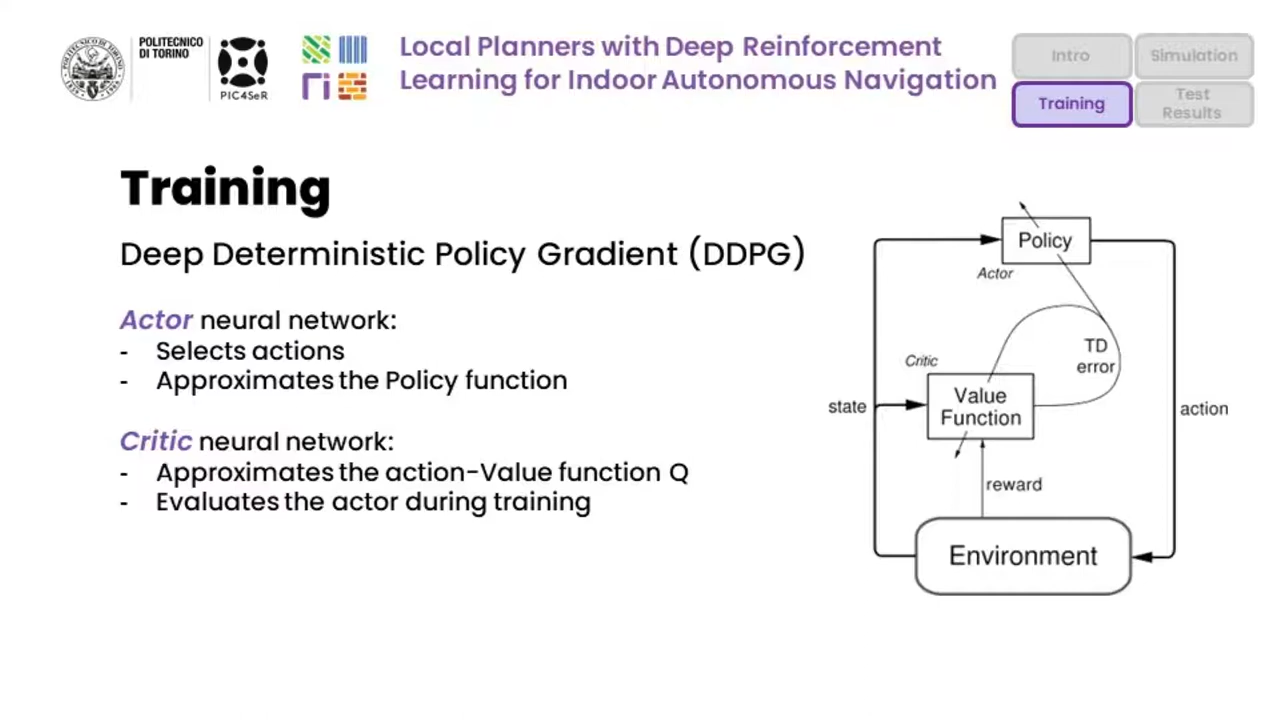 POLITECNICO
DI TORINO
PIC4SeR
Local Planners with Deep Reinforcement
Learning for Indoor Autonomous Navigation
Intro
Simulation
Training
Test
Results
Training
Deep Deterministic Policy Gradient (DDPG)
Actor neural network:
- Selects actions
- Approximates the Policy function
Critic neural network:
- Approximates the action-Value function Q
- Evaluates the actor during training
Policy
Actor
TD
error
Critic
Value
Function
state
action
reward
Environment